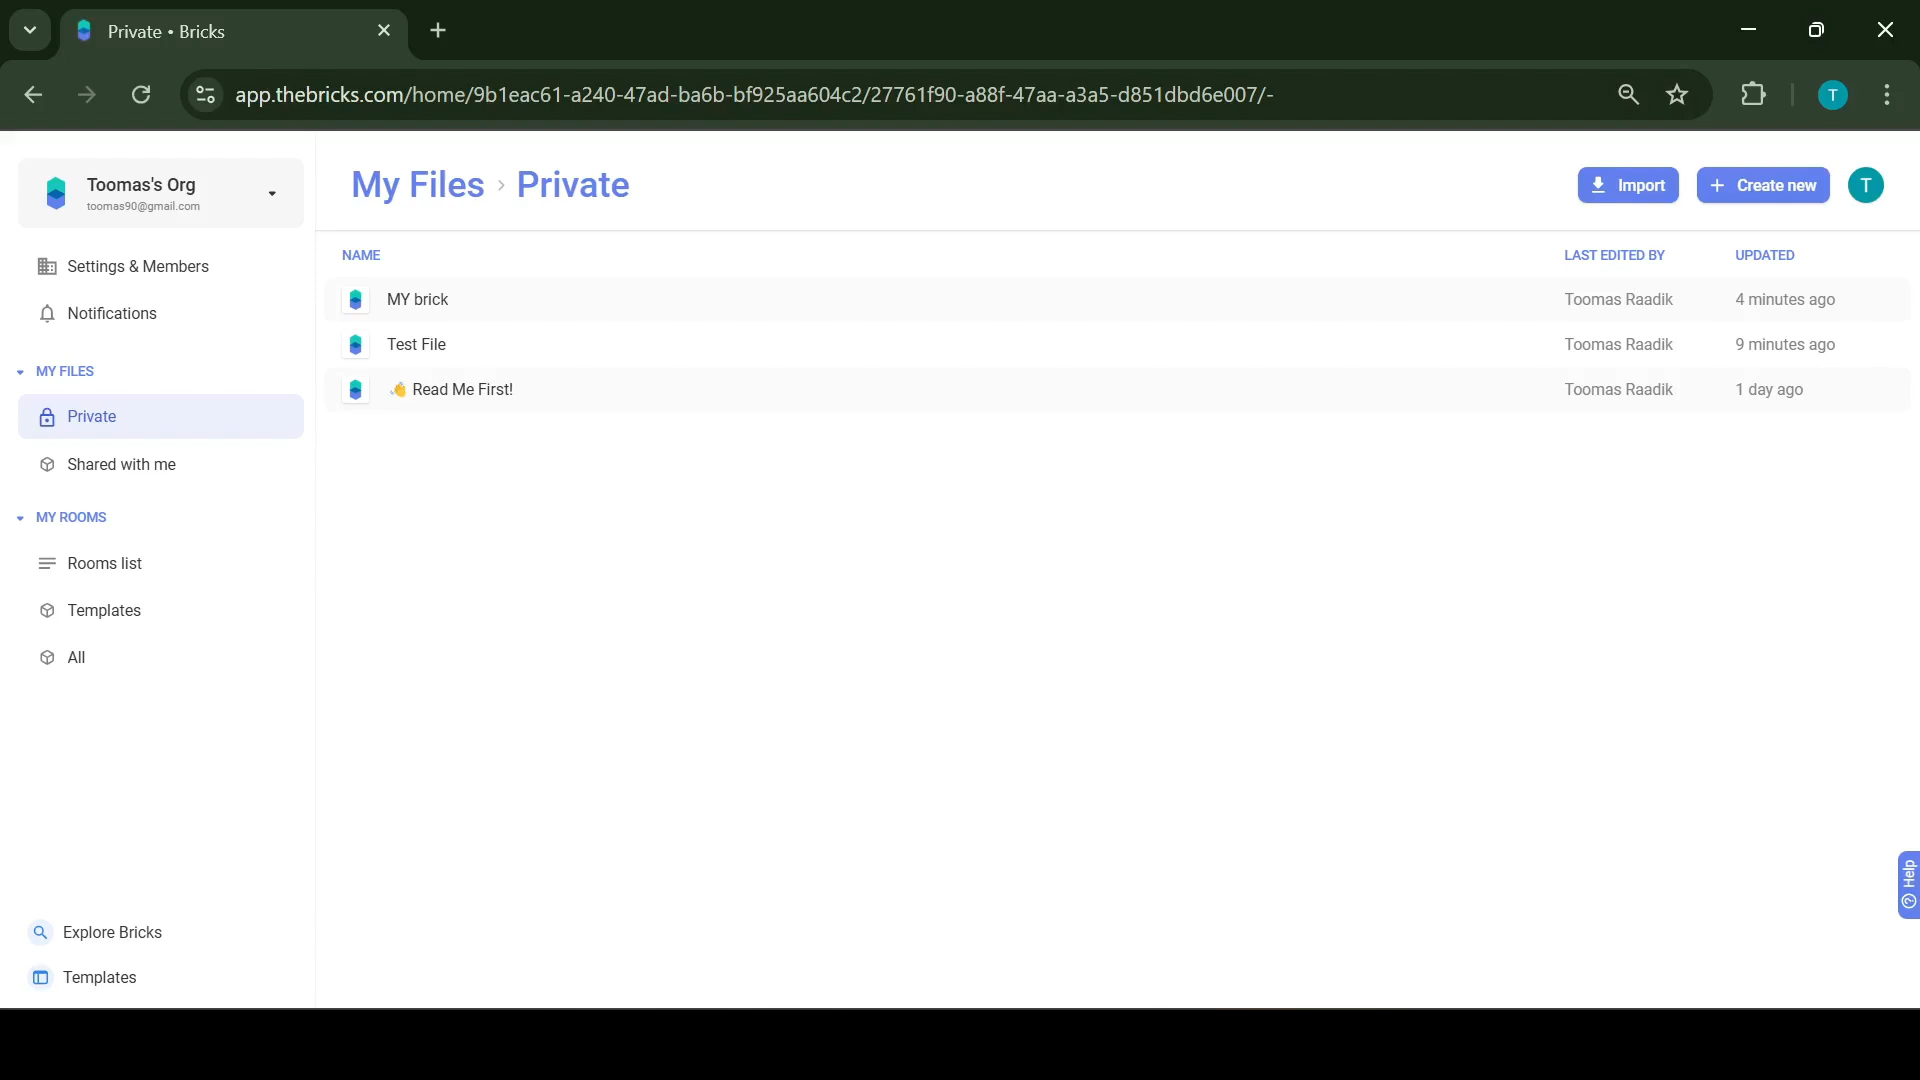 Private • Bricks
app.thebricks.com/home/9b1eac61-a240-47ad-ba6b-bf925aa604c2/27761f90-a88f-47aa-a3a5-d851dbd6e007/-
T
Toomas's Org
toomas90@gmail.com
Settings & Members
Notifications
MY FILES
Private
Shared with me
MY ROOMS
Rooms list
Templates
All
Explore Bricks
Templates
My Files › Private
Import
Create new
T
NAME LAST EDITED BY UPDATED
MY brick Toomas Raadik 4 minutes ago
Test File Toomas Raadik 9 minutes ago
👋 Read Me First! Toomas Raadik 1 day ago
Help